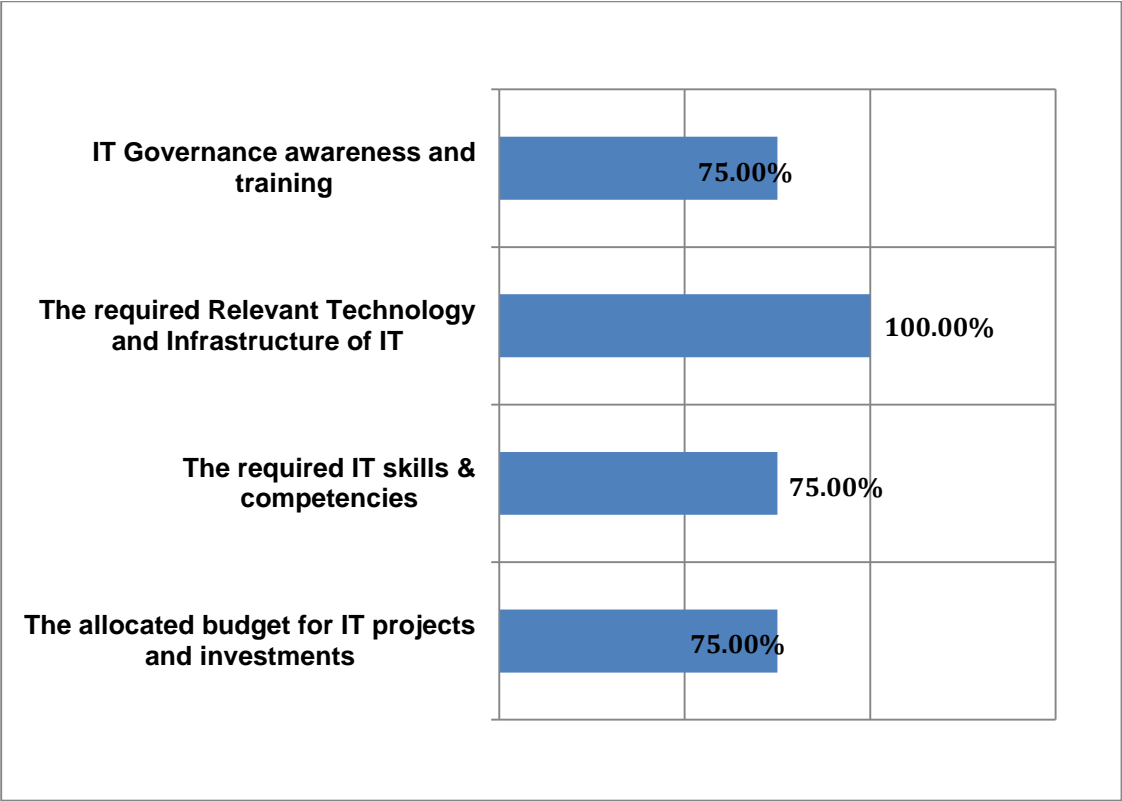 IT Governance awareness and
training
75.00%
The required Relevant Technology
and Infrastructure of IT
100.00%
The required IT skills &
competencies
75.00%
The allocated budget for IT projects
and investments
75.00%